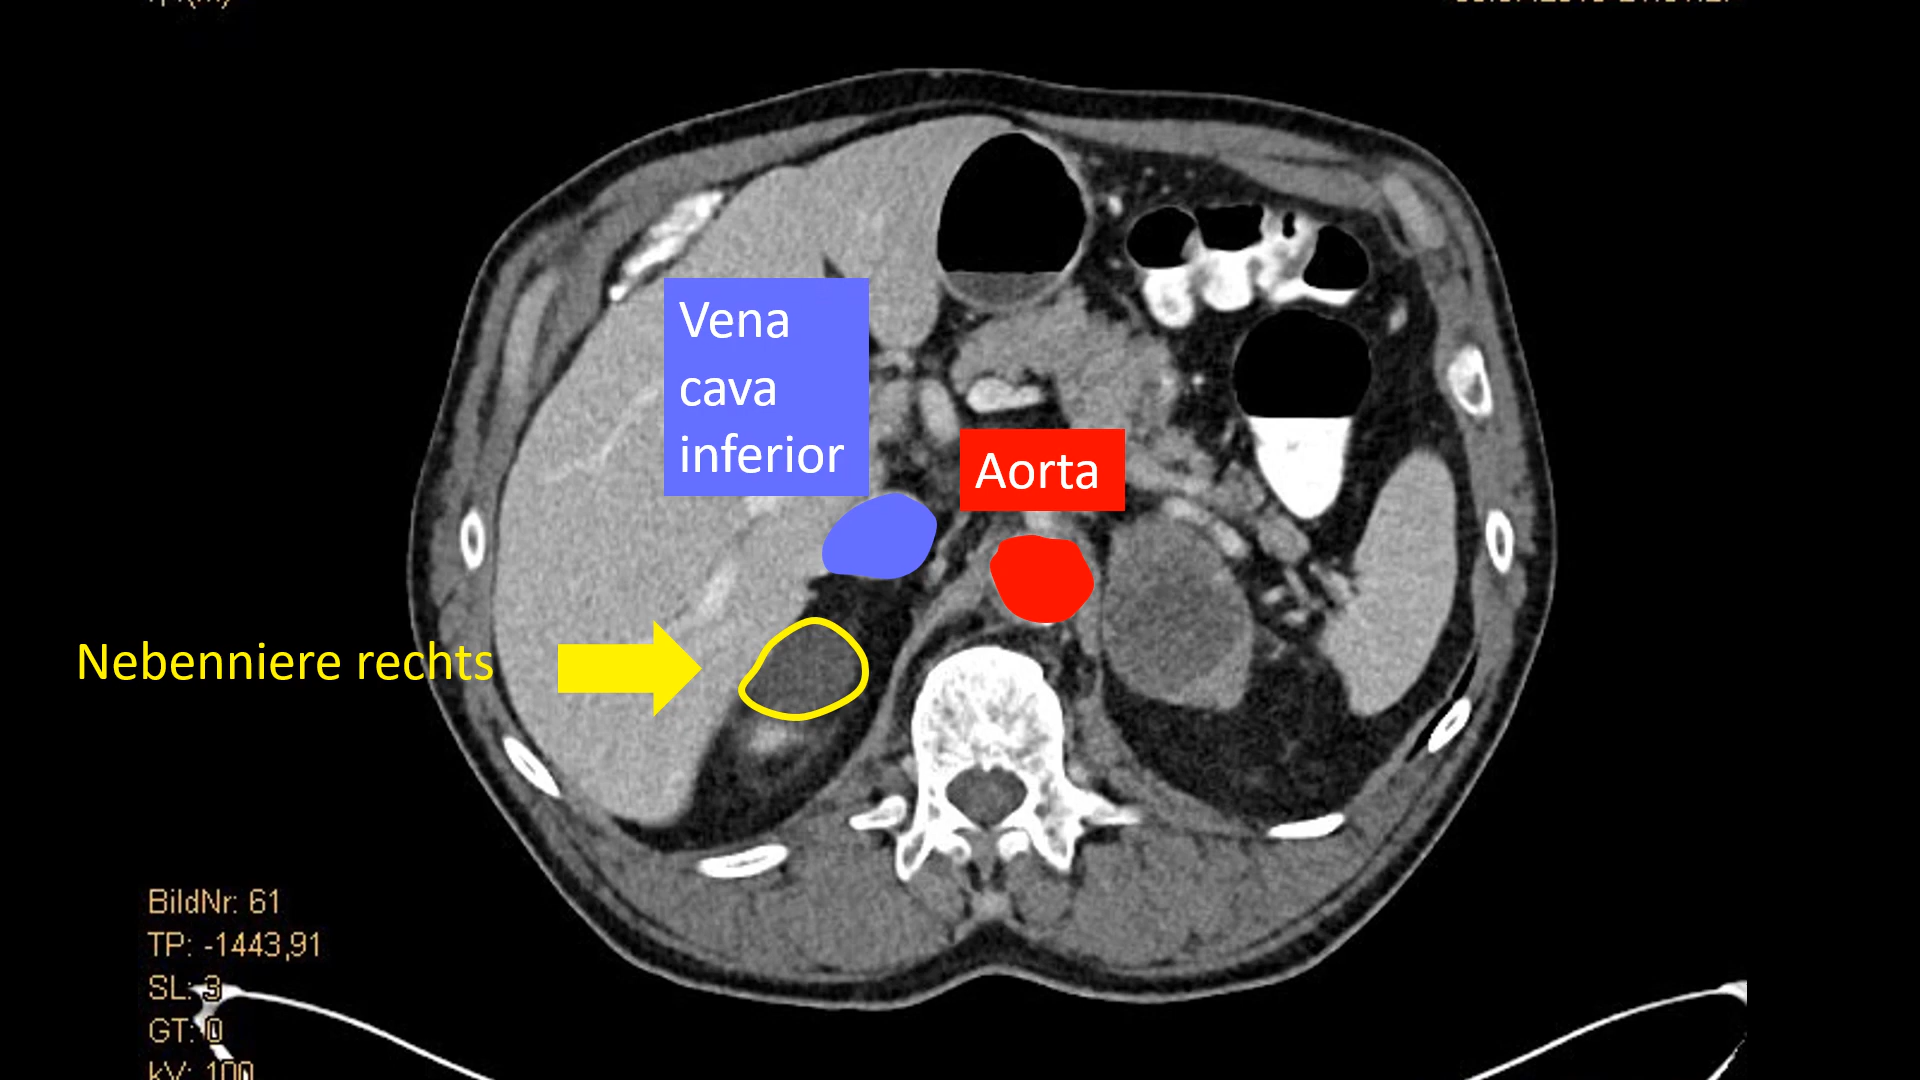 Vena
cava
inferior
Aorta
Nebenniere rechts
BildNr: 61
TP: -1443,91
SL: 3
GT: 0
kV: 100